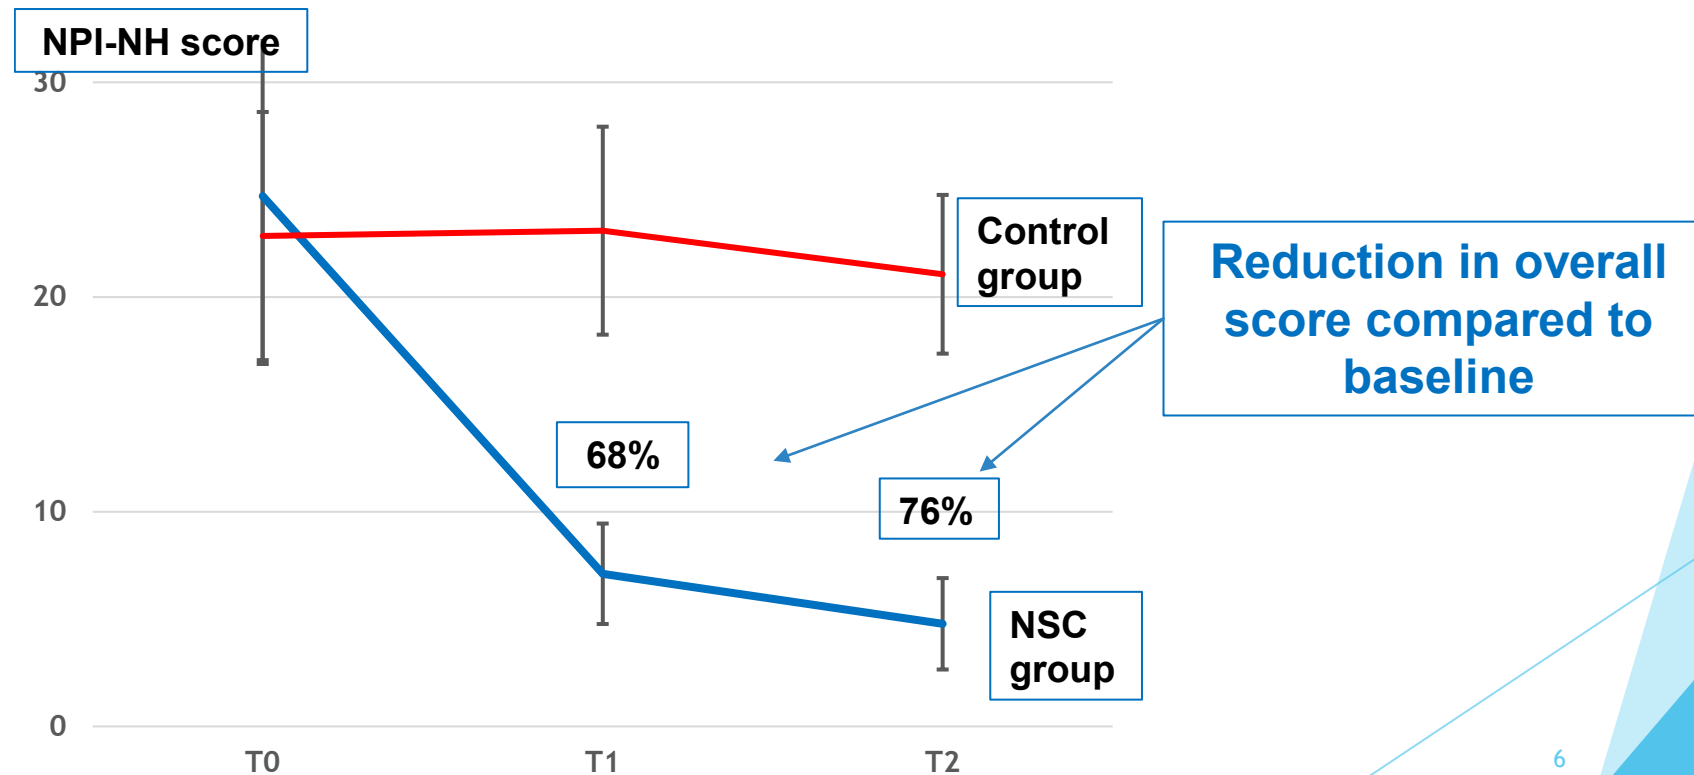 NPI-NH score
30
20
10
0
T0
T1
T2
Control
group
68%
76%
NSC
group
Reduction in overall
score compared to
baseline
6